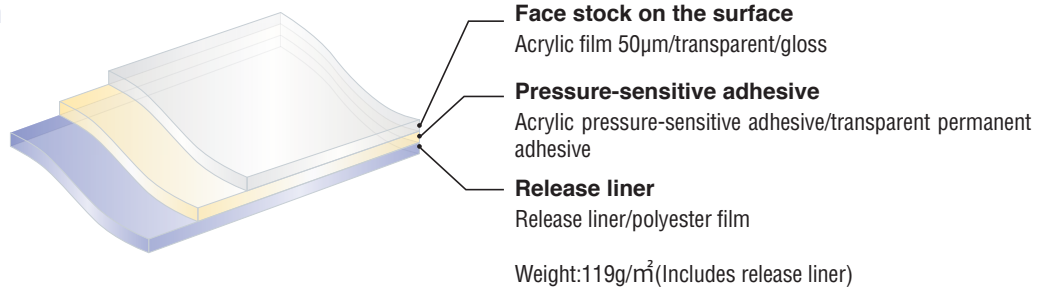 Face stock on the surface
Acrylic film 50µm/transparent/gloss
Pressure-sensitive adhesive
Acrylic pressure-sensitive adhesive/transparent permanent
adhesive
Release liner
Release liner/polyester film
Weight:119g/㎡(Includes release liner)